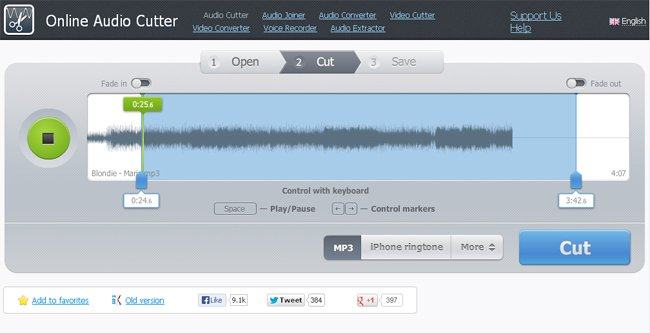 Online Audio Cutter
Audio Cutter Audio Joiner Audio Converter Video Cutter
Video Converter Voice Recorder Audio Extractor
Support Us
Help
English
1 Open 2 Cut 3 Save
Fade in Fade out
0:25.6
Blondie - Maria.mp3 4:07
0:24.6 3:42.6
Control with keyboard
Space — Play/Pause ← → — Control markers
MP3 iPhone ringtone More Cut
Add to favorites Old version Like 9.1k Tweet 384 +1 397